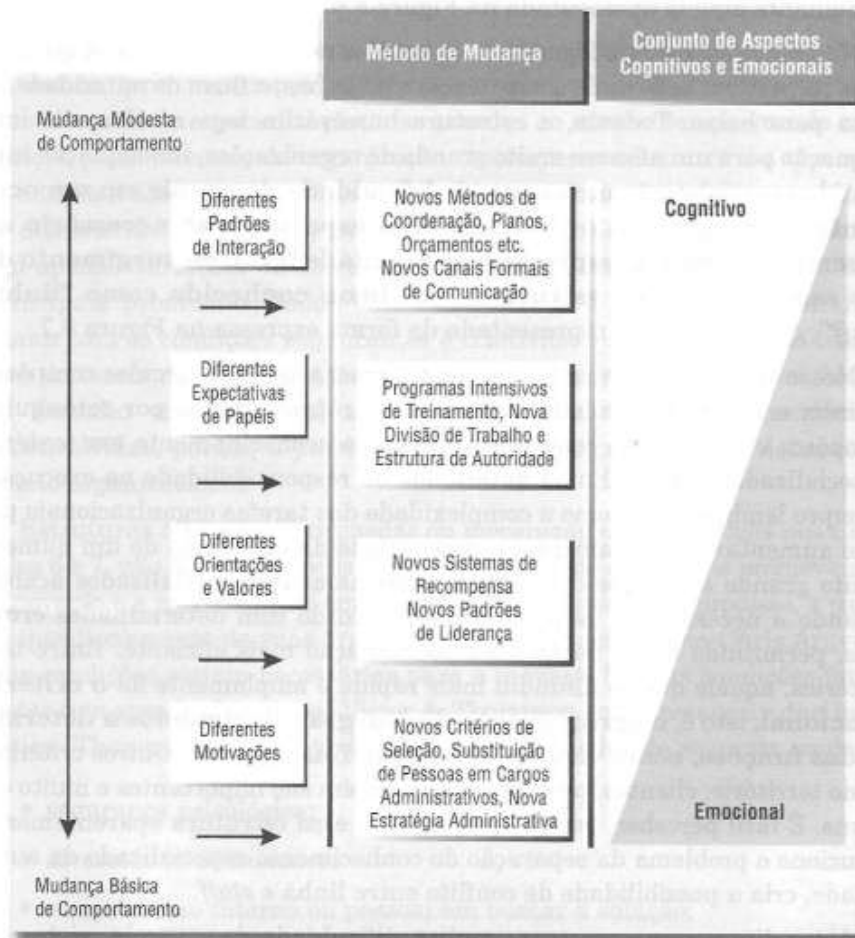 Método de Mudança
Conjunto de Aspectos
Cognitivos e Emocionais
Mudança Modesta
de Comportamento
Diferentes
Padrões
de Interação
Novos Métodos de
Coordenação, Planos,
Orçamentos etc.
Novos Canais Formais
de Comunicação
Cognitivo
Diferentes
Expectativas
de Papéis
Programas Intensivos
de Treinamento, Nova
Divisão de Trabalho e
Estrutura de Autoridade
Diferentes
Orientações
e Valores
Novos Sistemas de
Recompensa
Novos Padrões
de Liderança
Diferentes
Motivações
Novos Critérios de
Seleção, Substituição
de Pessoas em Cargos
Administrativos, Nova
Estratégia Administrativa
Emocional
Mudança Básica
de Comportamento